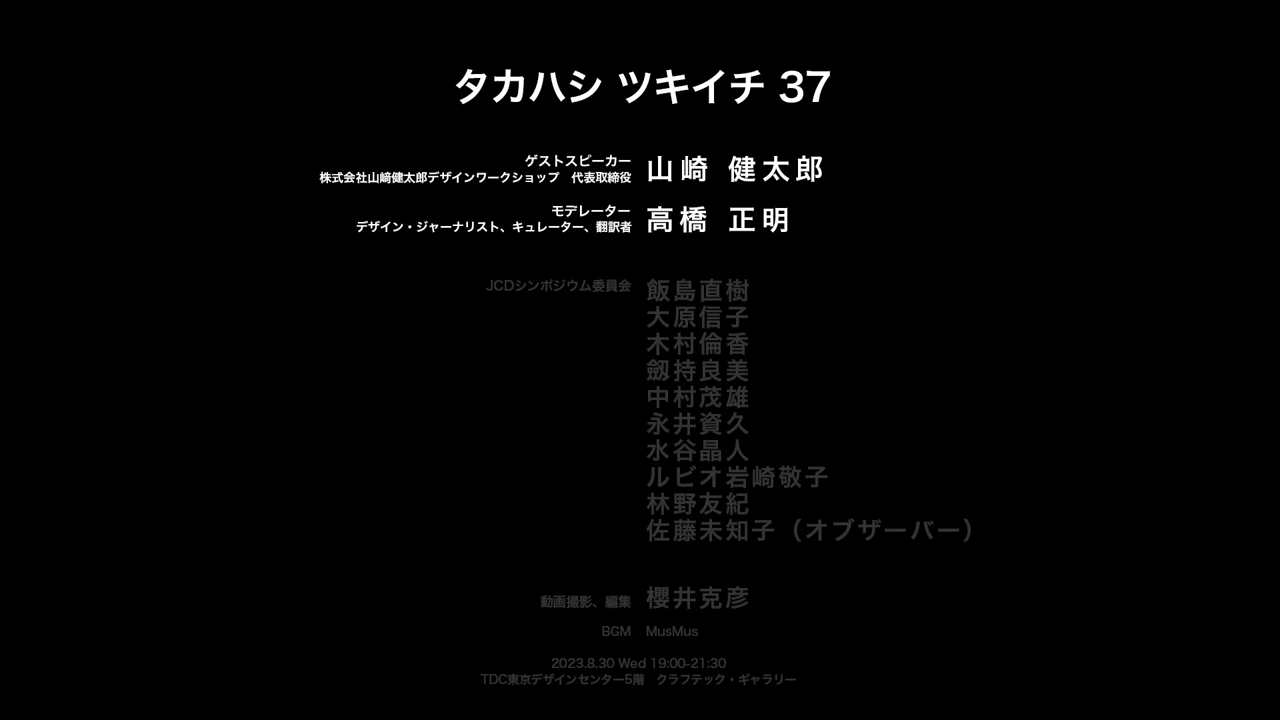 タカハシ ツキイチ 37
ゲストスピーカー
株式会社山﨑健太郎デザインワークショップ　代表取締役
山﨑 健太郎
モデレーター
デザイン・ジャーナリスト、キュレーター、翻訳者
高橋 正明
JCDシンポジウム委員会
飯島直樹
大原信子
木村倫香
劔持良美
中村茂雄
永井資久
水谷晶人
ルビオ岩崎敬子
林野友紀
佐藤未知子（オブザーバー）
動画撮影、編集 櫻井克彦
BGM MusMus
2023.8.30 Wed 19:00-21:30
TDC東京デザインセンター5階　クラフテック・ギャラリー